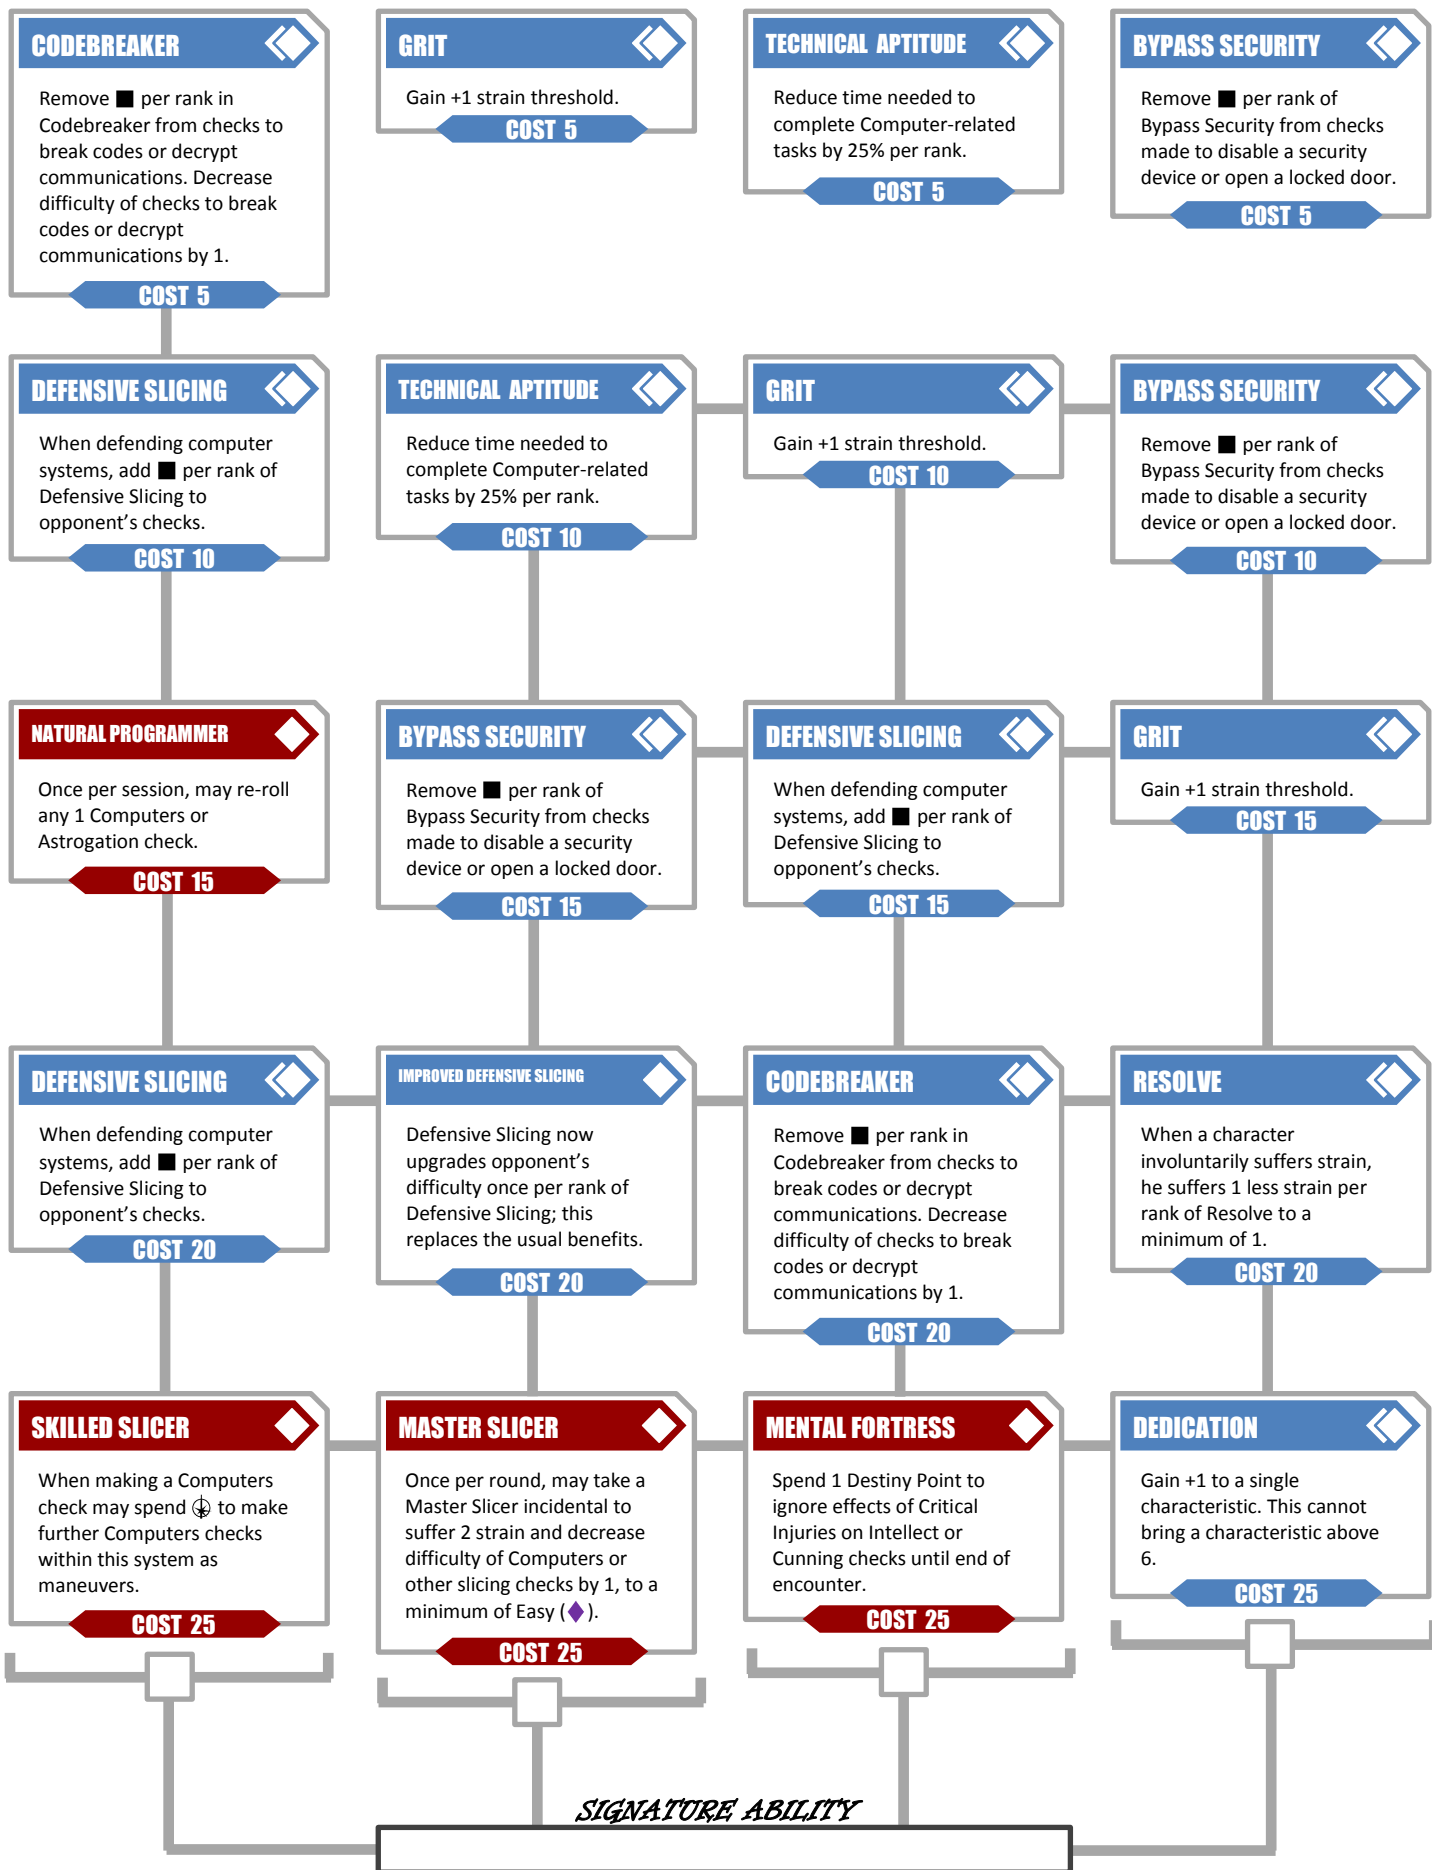 CODEBREAKER
Remove ■ per rank in
Codebreaker from checks to
break codes or decrypt
communications. Decrease
difficulty of checks to break
codes or decrypt
communications by 1.
COST 5
GRIT
Gain +1 strain threshold.
COST 5
TECHNICAL APTITUDE
Reduce time needed to
complete Computer-related
tasks by 25% per rank.
COST 5
BYPASS SECURITY
Remove ■ per rank of
Bypass Security from checks
made to disable a security
device or open a locked door.
COST 5
DEFENSIVE SLICING
When defending computer
systems, add ■ per rank of
Defensive Slicing to
opponent’s checks.
COST 10
TECHNICAL APTITUDE
Reduce time needed to
complete Computer-related
tasks by 25% per rank.
COST 10
GRIT
Gain +1 strain threshold.
COST 10
BYPASS SECURITY
Remove ■ per rank of
Bypass Security from checks
made to disable a security
device or open a locked door.
COST 10
NATURAL PROGRAMMER
Once per session, may re-roll
any 1 Computers or
Astrogation check.
COST 15
BYPASS SECURITY
Remove ■ per rank of
Bypass Security from checks
made to disable a security
device or open a locked door.
COST 15
DEFENSIVE SLICING
When defending computer
systems, add ■ per rank of
Defensive Slicing to
opponent’s checks.
COST 15
GRIT
Gain +1 strain threshold.
COST 15
DEFENSIVE SLICING
When defending computer
systems, add ■ per rank of
Defensive Slicing to
opponent’s checks.
COST 20
IMPROVED DEFENSIVE SLICING
Defensive Slicing now
upgrades opponent’s
difficulty once per rank of
Defensive Slicing; this
replaces the usual benefits.
COST 20
CODEBREAKER
Remove ■ per rank in
Codebreaker from checks to
break codes or decrypt
communications. Decrease
difficulty of checks to break
codes or decrypt
communications by 1.
COST 20
RESOLVE
When a character
involuntarily suffers strain,
he suffers 1 less strain per
rank of Resolve to a
minimum of 1.
COST 20
SKILLED SLICER
When making a Computers
check may spend to make
further Computers checks
within this system as
maneuvers.
COST 25
MASTER SLICER
Once per round, may take a
Master Slicer incidental to
suffer 2 strain and decrease
difficulty of Computers or
other slicing checks by 1, to a
minimum of Easy (♦).
COST 25
MENTAL FORTRESS
Spend 1 Destiny Point to
ignore effects of Critical
Injuries on Intellect or
Cunning checks until end of
encounter.
COST 25
DEDICATION
Gain +1 to a single
characteristic. This cannot
bring a characteristic above
6.
COST 25
SIGNATURE ABILITY